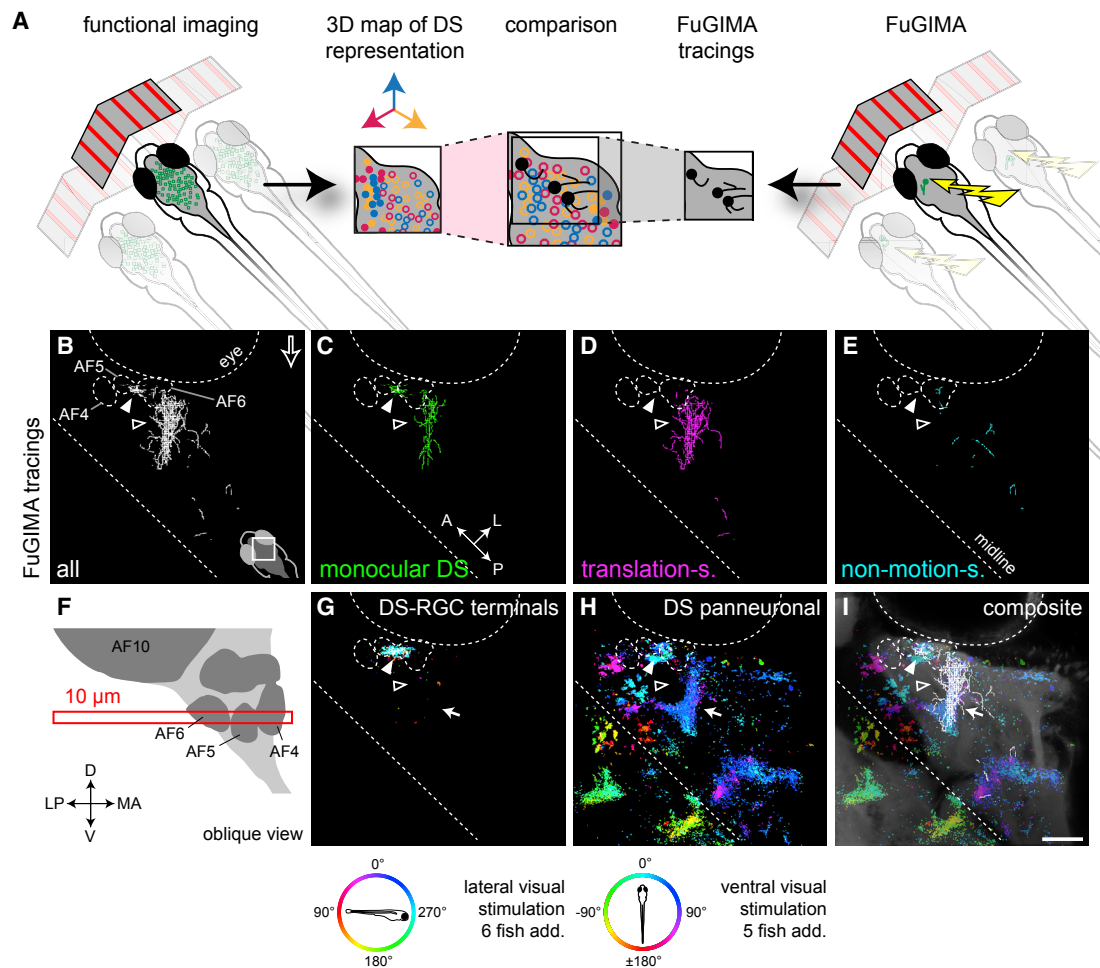 A
functional imaging
3D map of DS
representation
comparison
FuGIMA
tracings
FuGIMA
FuGIMA tracings
B
eye
AF5
AF4
AF6
all
C
A
L
P
monocular DS
D
translation-s.
E
midline
non-motion-s.
F
AF10
10 µm
AF6
AF5
AF4
D
LP
MA
V
oblique view
G
DS-RGC terminals
H
DS panneuronal
I
composite
0°
90°
270°
180°
lateral visual
stimulation
6 fish add.
0°
-90°
90°
±180°
ventral visual
stimulation
5 fish add.